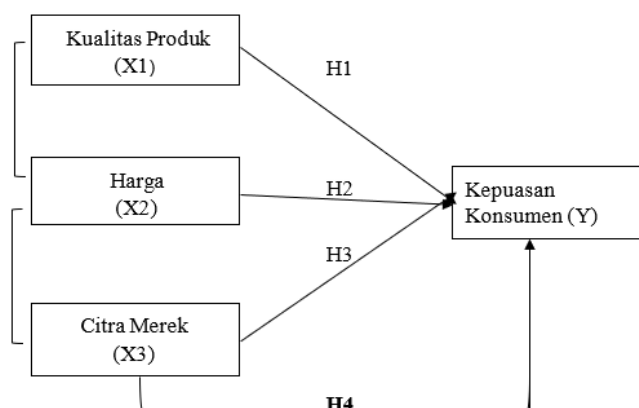 Kualitas Produk
(X1)
H1
Harga
(X2)
H2
Kepuasan
Konsumen (Y)
H3
Citra Merek
(X3)
H4